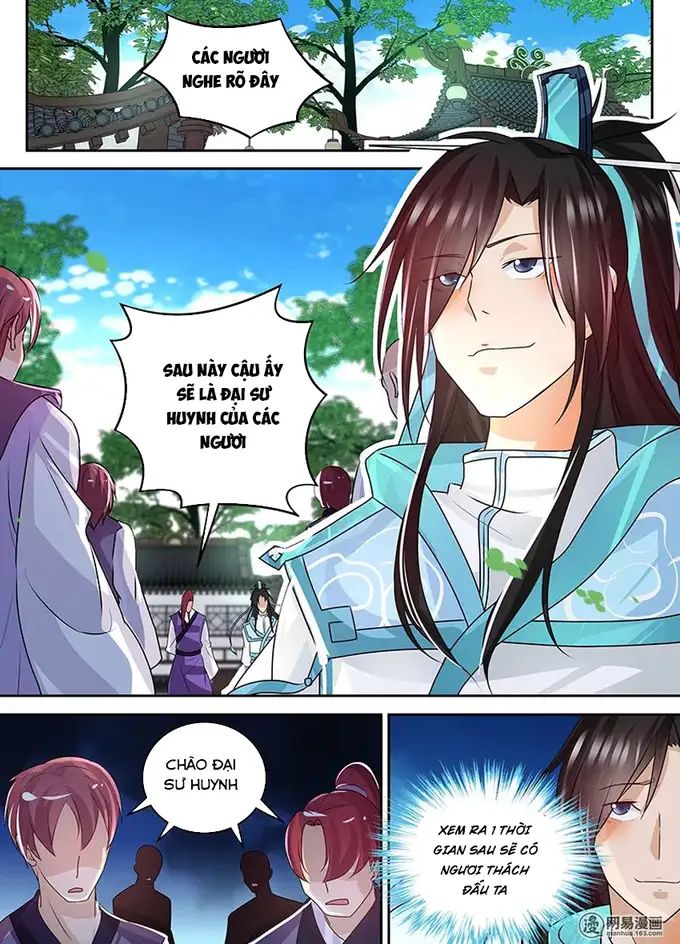 CÁC NGƯỜI
NGHE RÕ ĐÂY
SAU NÀY CẬU ẤY
SẼ LÀ ĐẠI SƯ
HUYNH CỦA CÁC
NGƯỜI
CHÀO ĐẠI
SƯ HUYNH
XEM RA 1 THỜI
GIAN SAU SẼ CÓ
NGƯƠI THÁCH
ĐẤU TA
漫 网易漫画
manhua.163.com